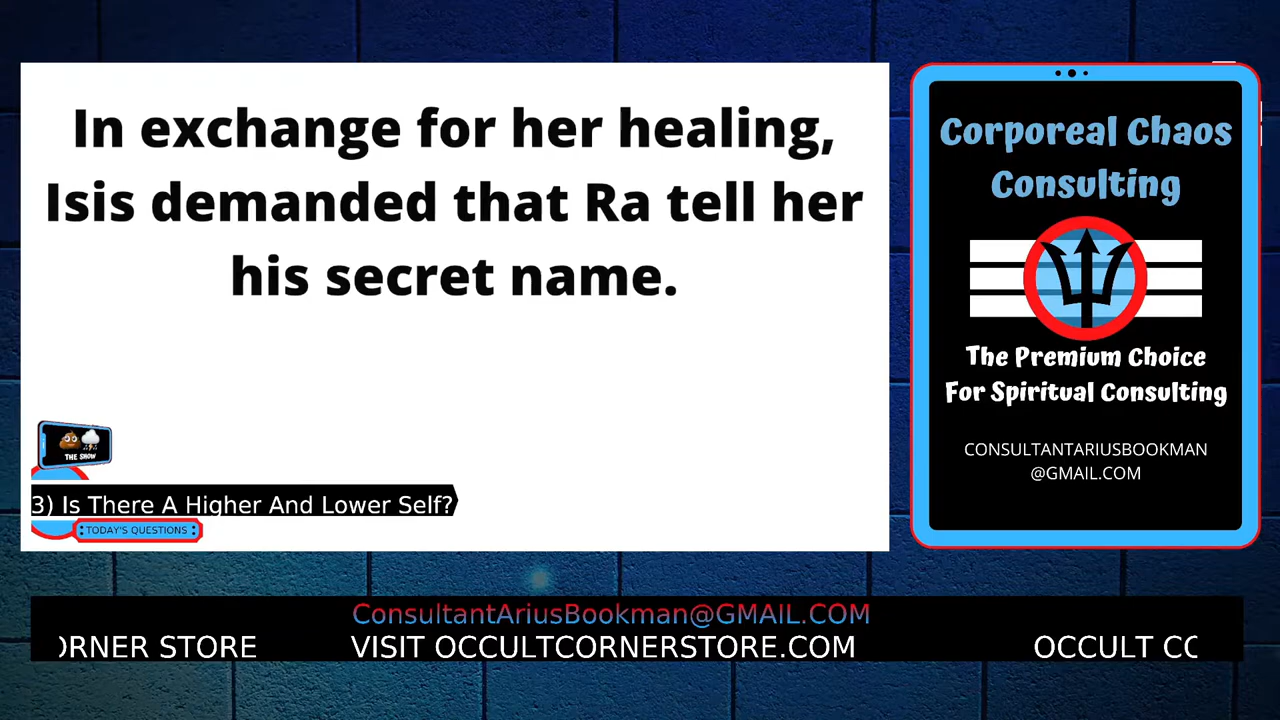 In exchange for her healing,
Isis demanded that Ra tell her
his secret name.
THE SHOW
3) Is There A Higher And Lower Self?
TODAY'S QUESTIONS
Corporeal Chaos
Consulting
The Premium Choice
For Spiritual Consulting
CONSULTANTARIUSBOOKMAN
@GMAIL.COM
ConsultantAriusBookman@GMAIL.COM
ORNER STORE VISIT OCCULTCORNERSTORE.COM OCCULT CC